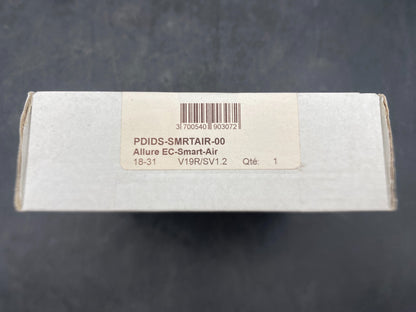 3 700540 903072
PDIDS-SMRTAIR-00
Allure EC-Smart-Air
18-31 V19R/SV1.2 Qté: 1